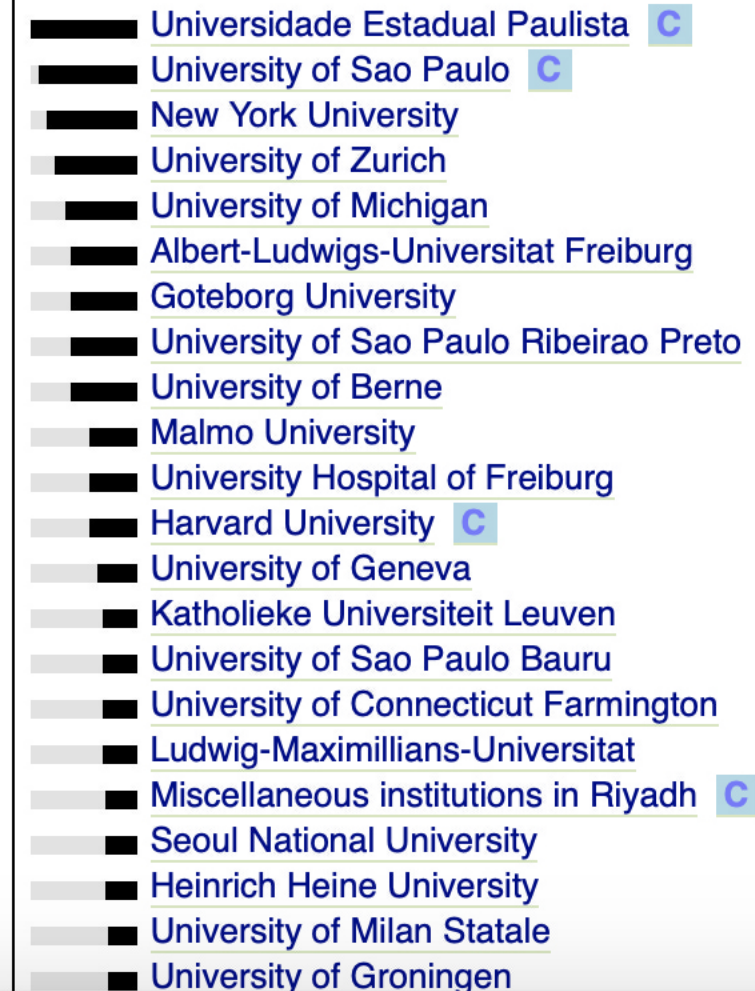 Universidade Estadual Paulista C
University of Sao Paulo C
New York University
University of Zurich
University of Michigan
Albert-Ludwigs-Universitat Freiburg
Goteborg University
University of Sao Paulo Ribeirao Preto
University of Berne
Malmo University
University Hospital of Freiburg
Harvard University C
University of Geneva
Katholieke Universiteit Leuven
University of Sao Paulo Bauru
University of Connecticut Farmington
Ludwig-Maximillians-Universitat
Miscellaneous institutions in Riyadh C
Seoul National University
Heinrich Heine University
University of Milan Statale
University of Groningen